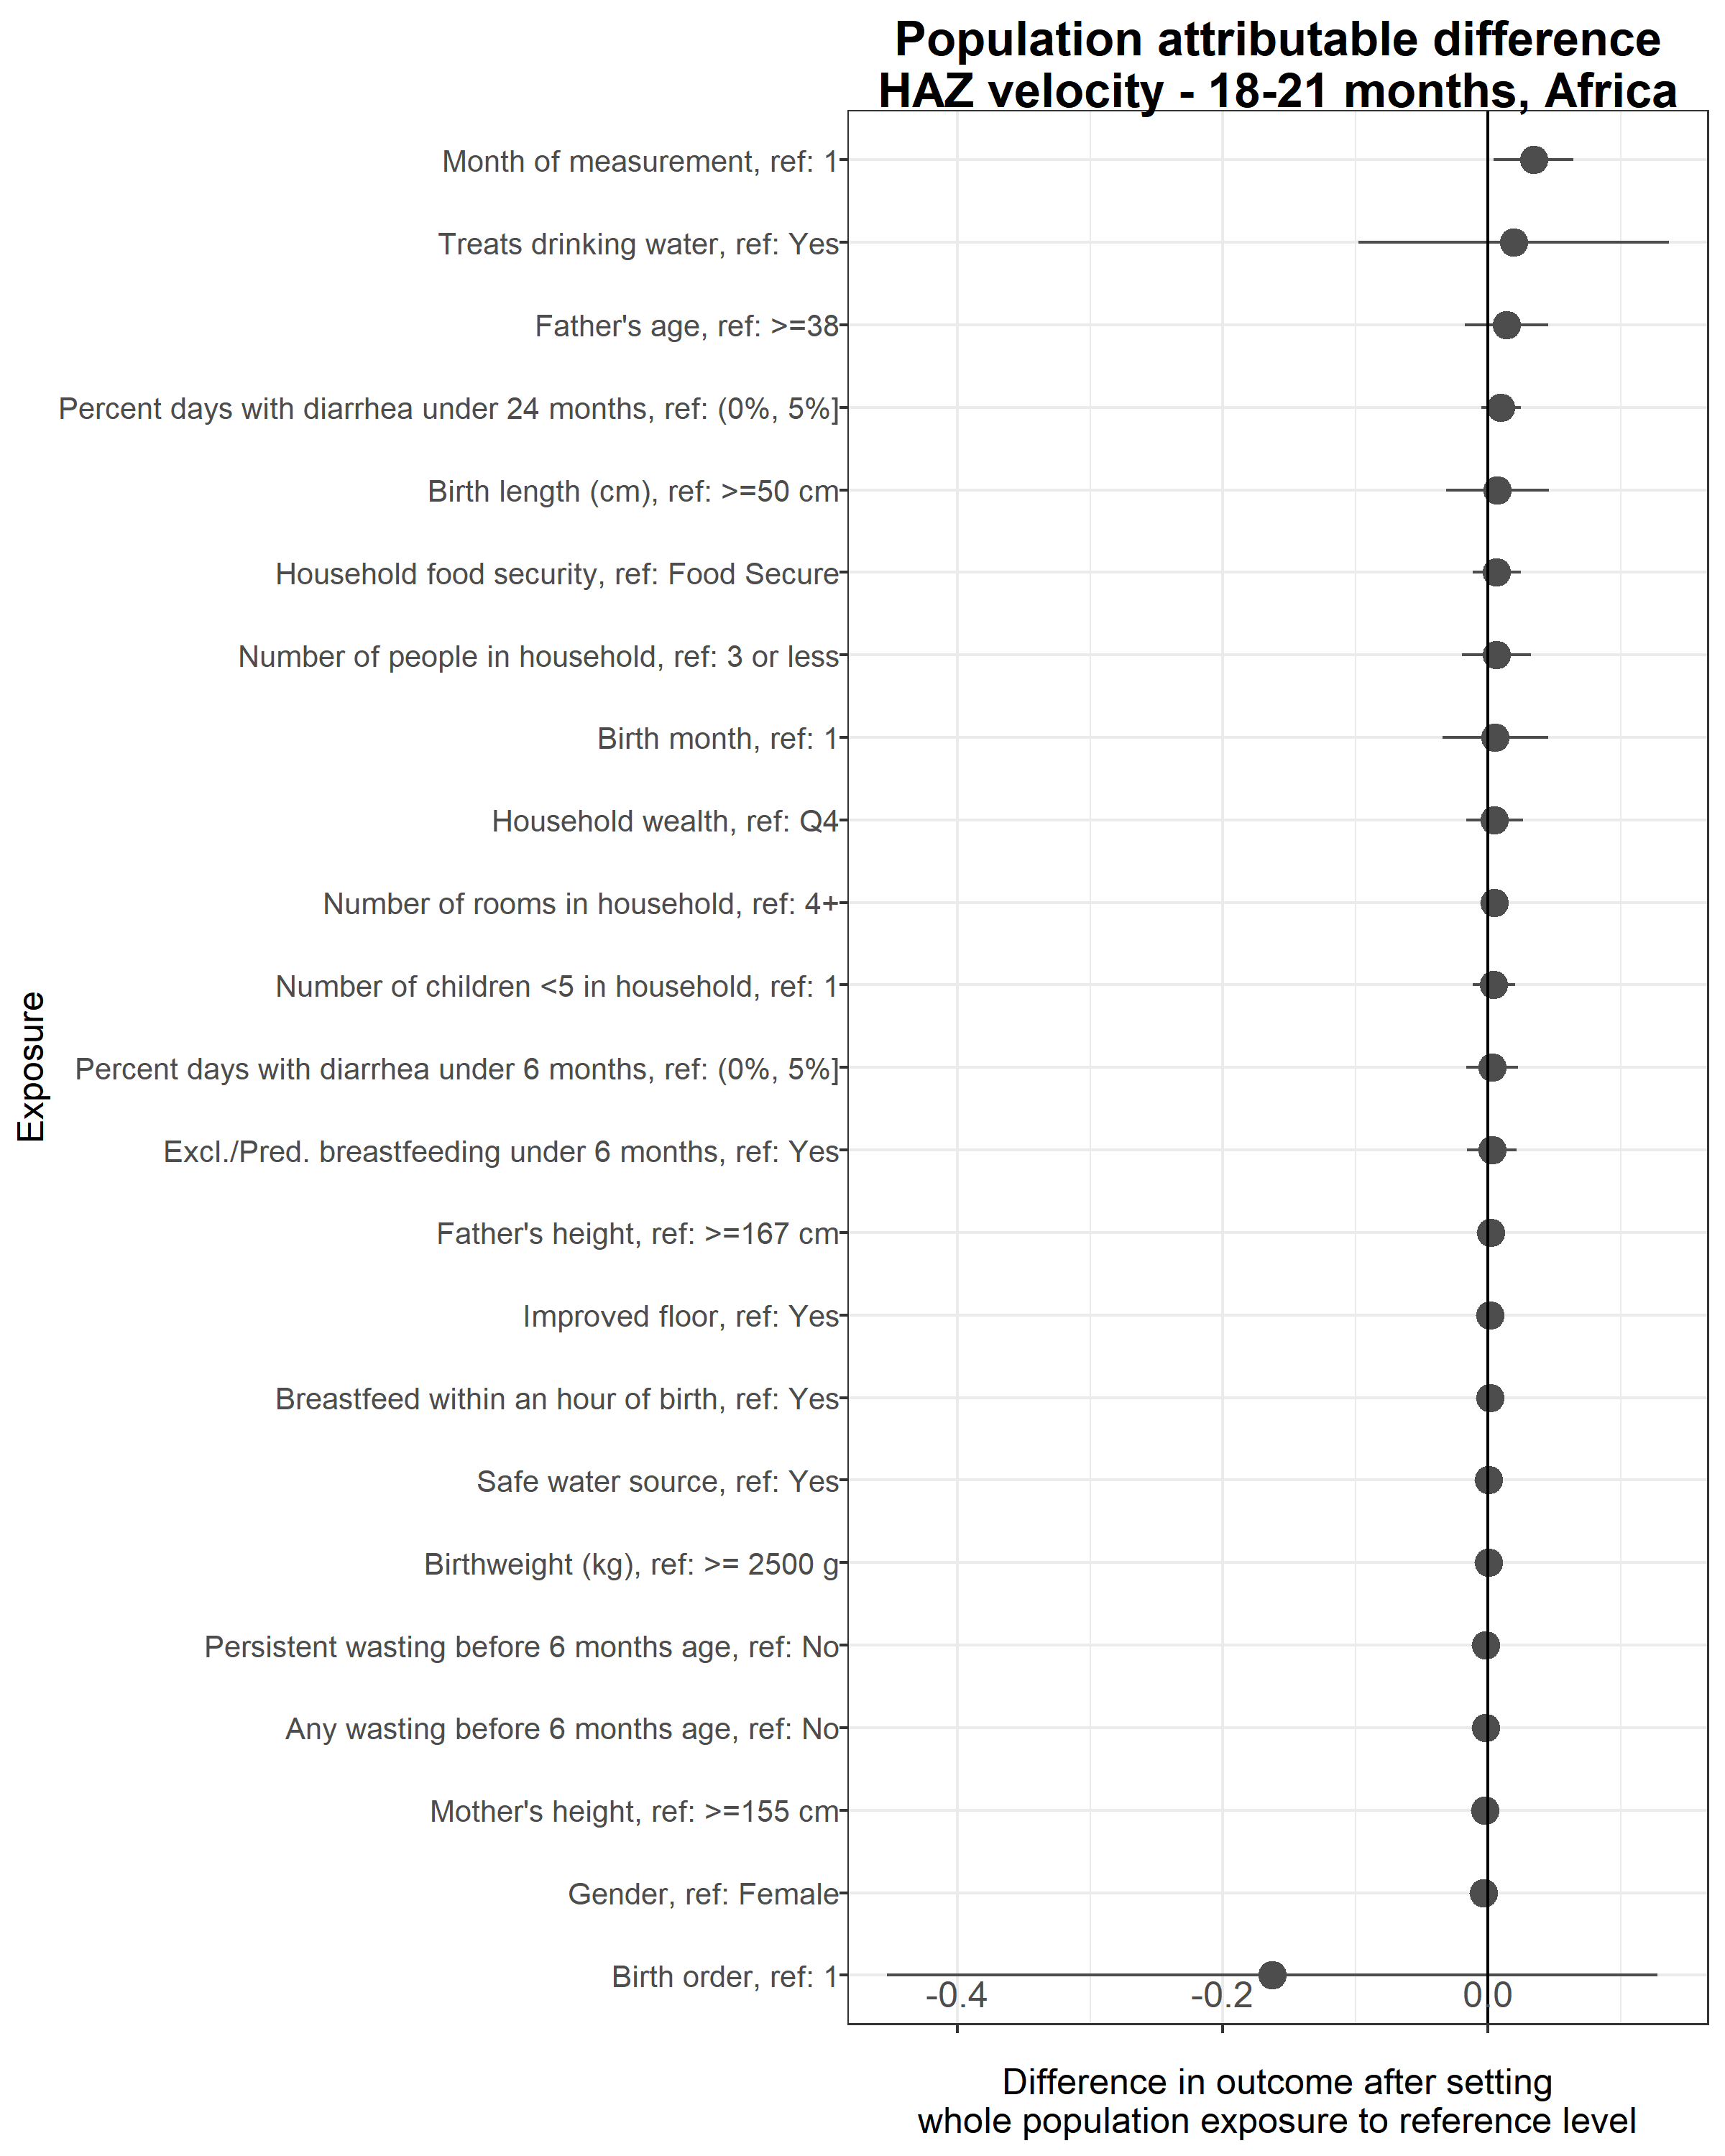 Population attributable difference
HAZ velocity - 18-21 months, Africa
Month of measurement, ref: 1
Treats drinking water, ref: Yes
Father's age, ref: >=38
Percent days with diarrhea under 24 months, ref: (0%, 5%]
Birth length (cm), ref: >=50 cm
Household food security, ref: Food Secure
Number of people in household, ref: 3 or less
Birth month, ref: 1
Household wealth, ref: Q4
Number of rooms in household, ref: 4+
Number of children <5 in household, ref: 1
Percent days with diarrhea under 6 months, ref: (0%, 5%]
Excl./Pred. breastfeeding under 6 months, ref: Yes
Father's height, ref: >=167 cm
Improved floor, ref: Yes
Breastfeed within an hour of birth, ref: Yes
Safe water source, ref: Yes
Birthweight (kg), ref: >= 2500 g
Persistent wasting before 6 months age, ref: No
Any wasting before 6 months age, ref: No
Mother's height, ref: >=155 cm
Gender, ref: Female
Birth order, ref: 1
Exposure
-0.4 -0.2 0.0
Difference in outcome after setting
whole population exposure to reference level